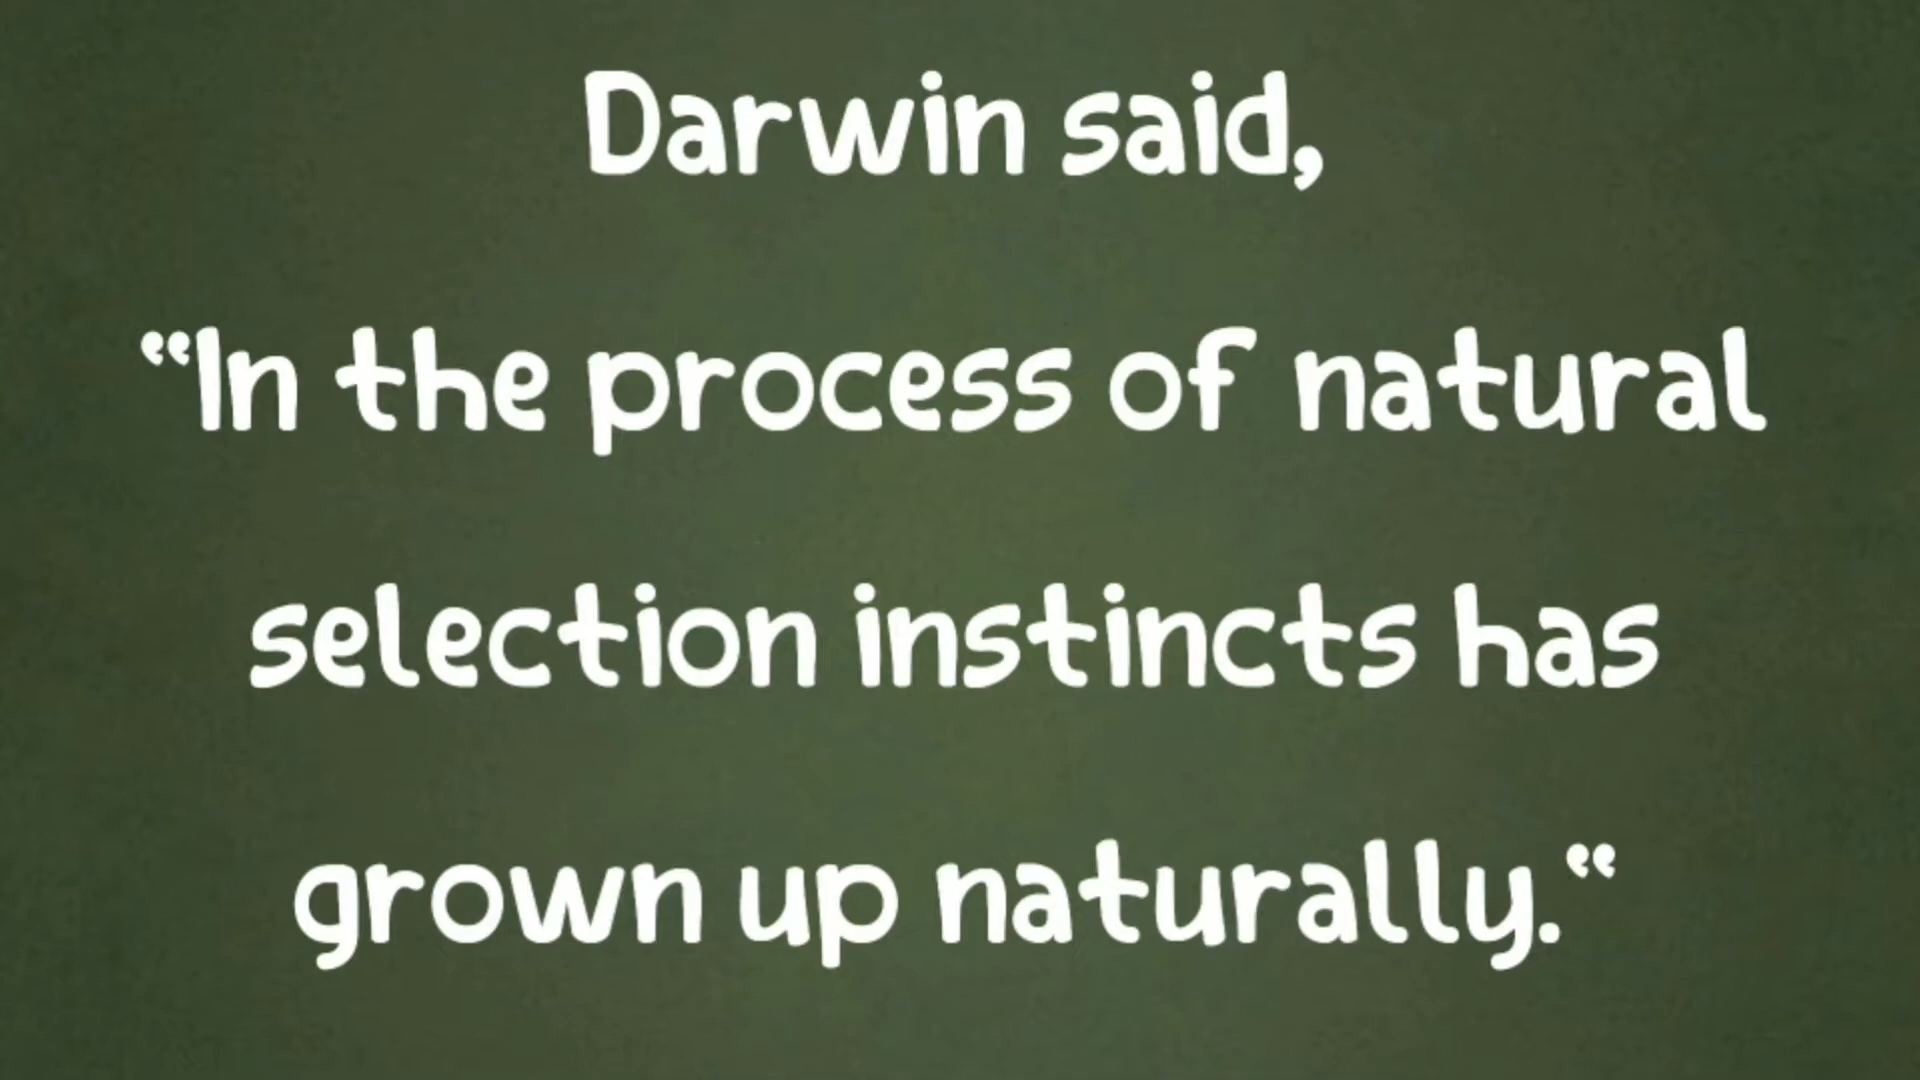 Darwin said,
“In the process of natural
selection instincts has
grown up naturally.“